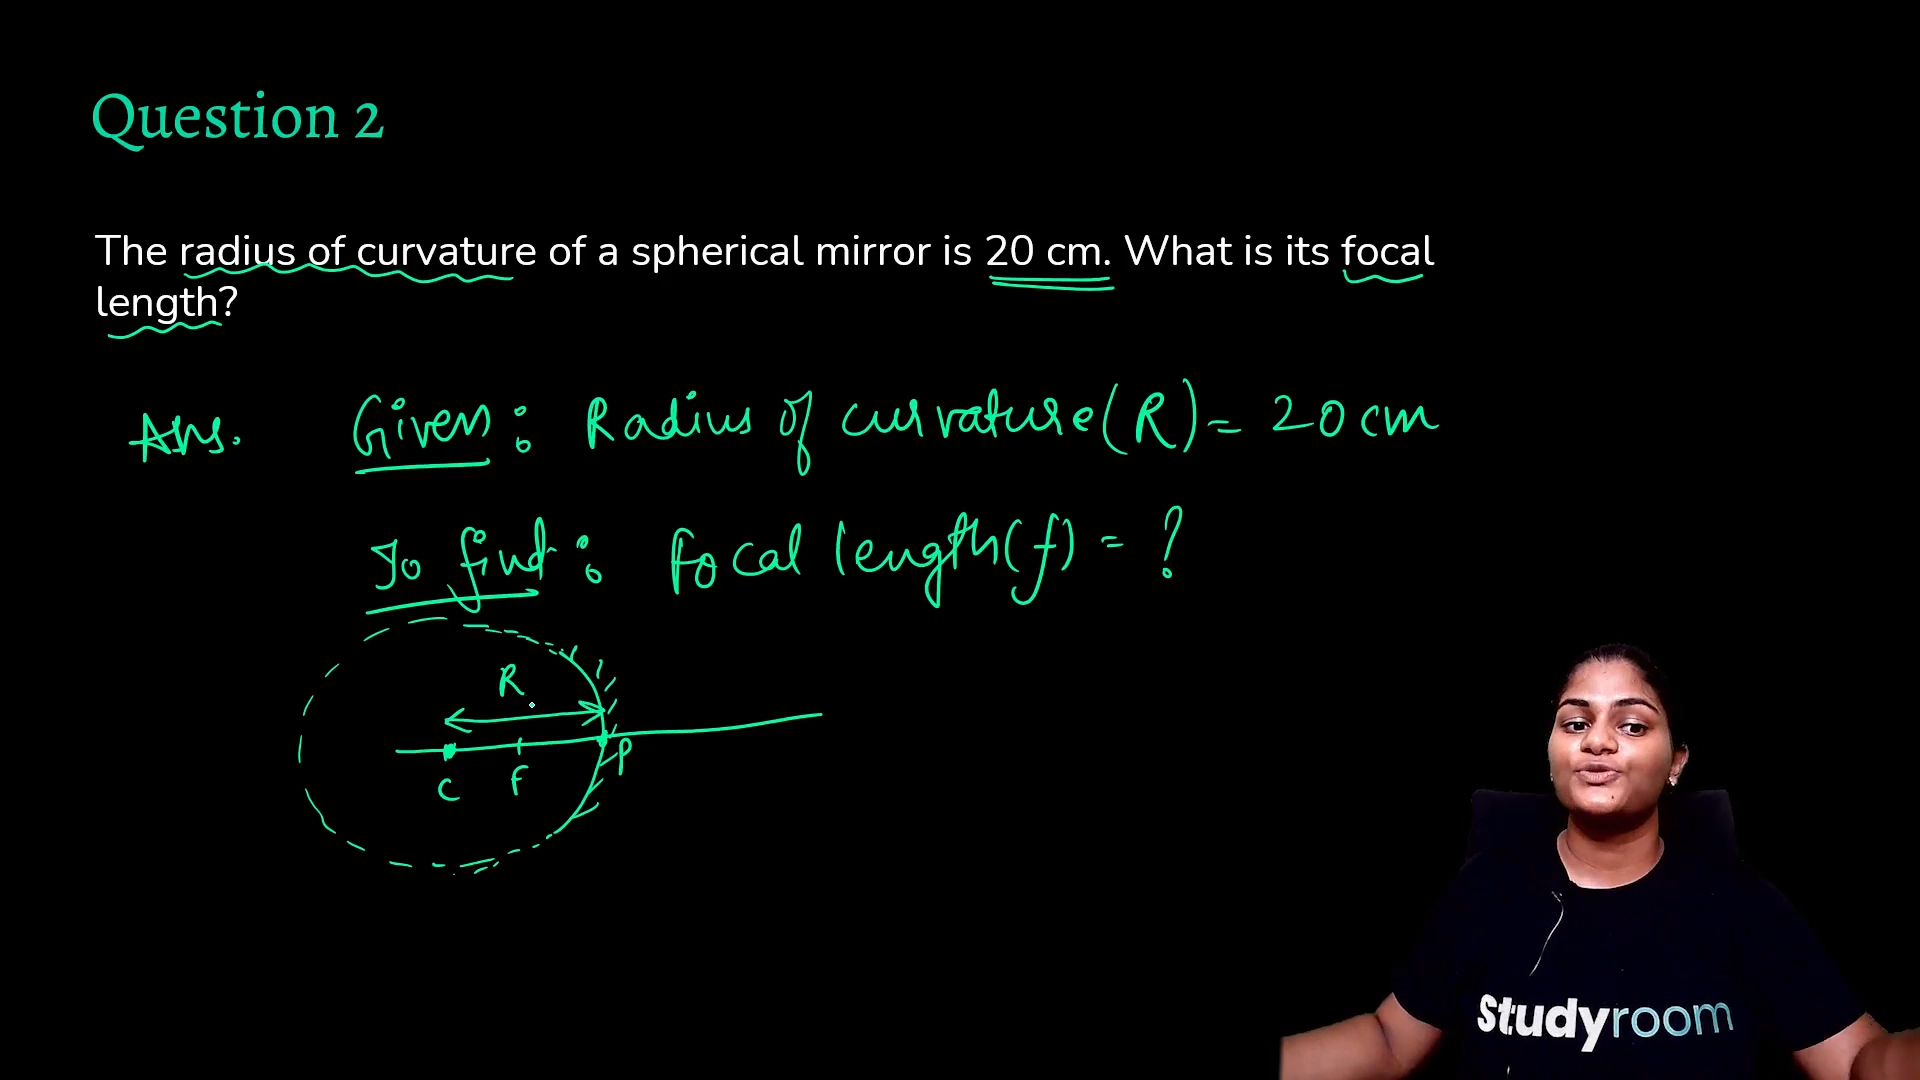 Question 2
The radius of curvature of a spherical mirror is 20 cm. What is its focal
length?
Ans. Given: Radius of curvature (R) = 20 cm
To find: focal length (f) = ?
R
P
C F
Studyroom